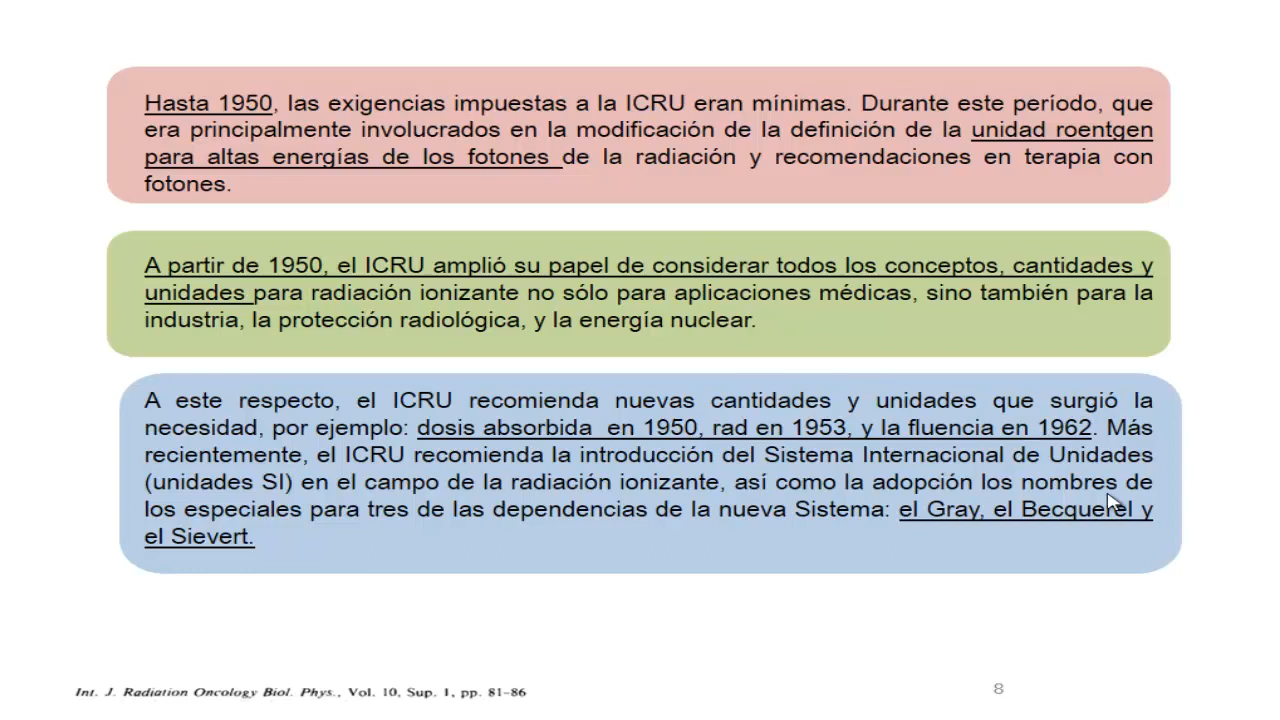 Hasta 1950, las exigencias impuestas a la ICRU eran mínimas. Durante este período, que
era principalmente involucrados en la modificación de la definición de la unidad roentgen
para altas energías de los fotones de la radiación y recomendaciones en terapia con
fotones.
A partir de 1950, el ICRU amplió su papel de considerar todos los conceptos, cantidades y
unidades para radiación ionizante no sólo para aplicaciones médicas, sino también para la
industria, la protección radiológica, y la energía nuclear.
A este respecto, el ICRU recomienda nuevas cantidades y unidades que surgió la
necesidad, por ejemplo: dosis absorbida en 1950, rad en 1953, y la fluencia en 1962. Más
recientemente, el ICRU recomienda la introducción del Sistema Internacional de Unidades
(unidades SI) en el campo de la radiación ionizante, así como la adopción los nombres de
los especiales para tres de las dependencias de la nueva Sistema: el Gray, el Becquerel y
el Sievert.
Int. J. Radiation Oncology Biol. Phys., Vol. 10, Sup. 1, pp. 81–86
8